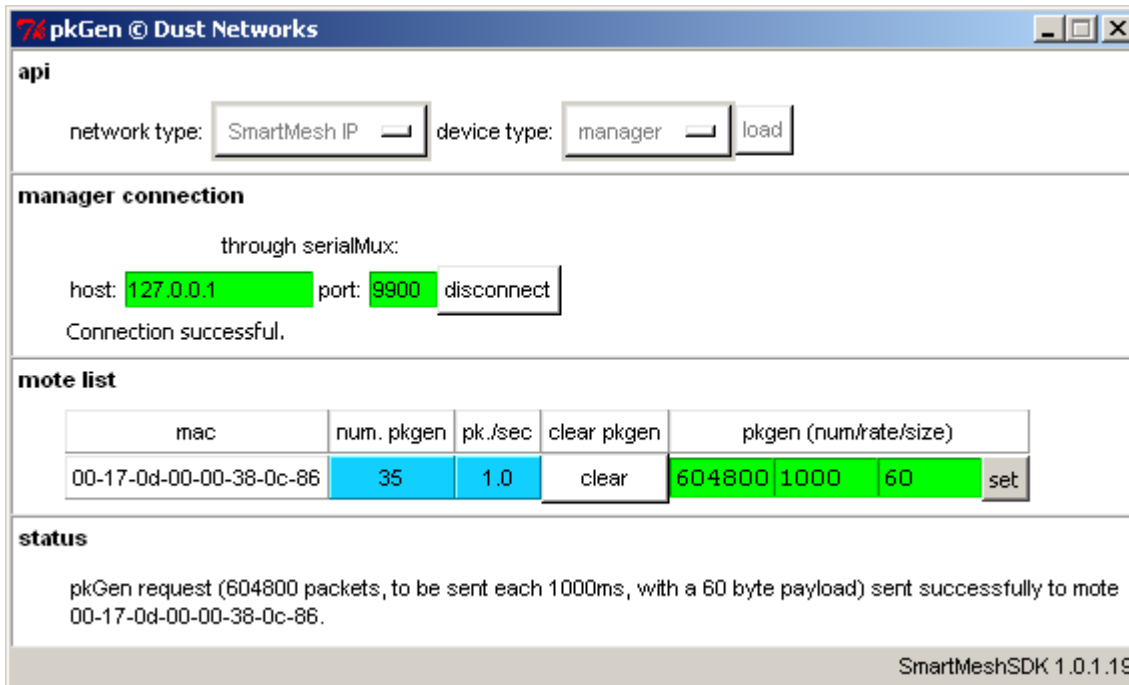 pkGen © Dust Networks
api
network type: SmartMesh IP device type: manager load
manager connection
through serialMux:
host: 127.0.0.1 port: 9900 disconnect
Connection successful.
mote list
mac num. pkgen pk./sec clear pkgen pkgen (num/rate/size)
00-17-0d-00-00-38-0c-86 35 1.0 clear 604800 1000 60 set
status
pkGen request (604800 packets, to be sent each 1000ms, with a 60 byte payload) sent successfully to mote
00-17-0d-00-00-38-0c-86.
SmartMeshSDK 1.0.1.19